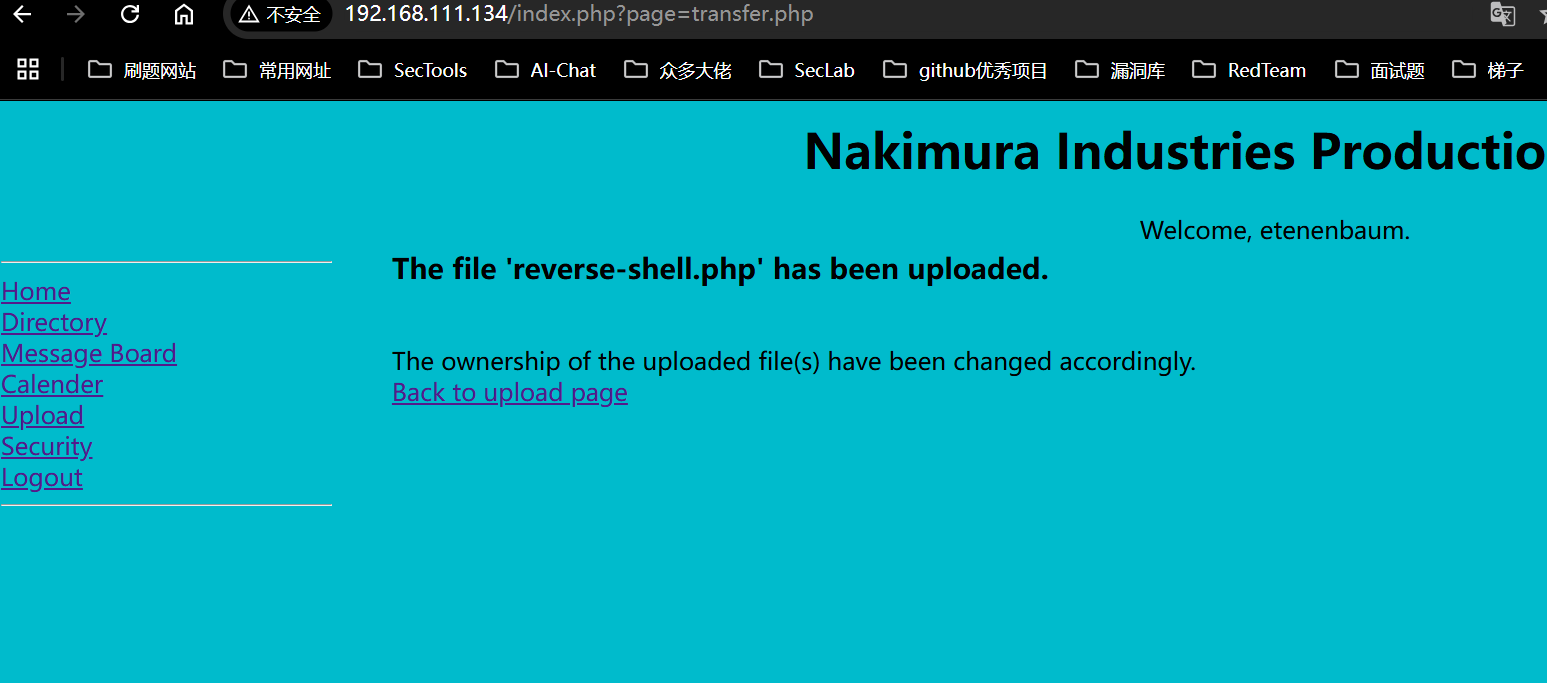 不安全 192.168.111.134/index.php?page=transfer.php
刷题网站 常用网址 SecTools AI-Chat 众多大佬 SecLab github优秀项目 漏洞库 RedTeam 面试题 梯子
Nakimura Industries Productio
Welcome, etenenbaum.
The file 'reverse-shell.php' has been uploaded.
Home
Directory
Message Board
Calender
Upload
Security
Logout
The ownership of the uploaded file(s) have been changed accordingly.
Back to upload page